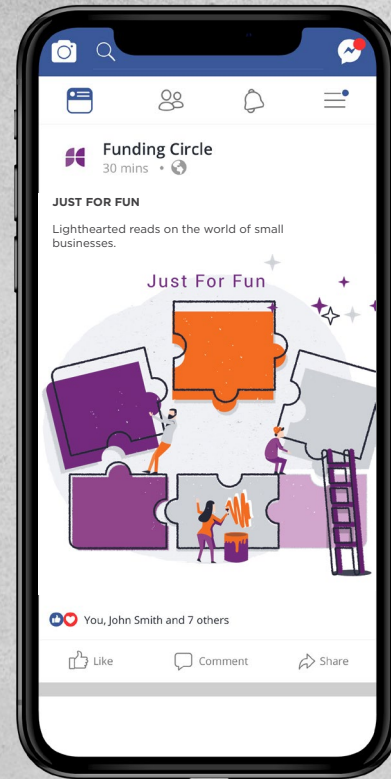 Funding Circle
30 mins
JUST FOR FUN
Lighthearted reads on the world of small
businesses.
Just For Fun
You, John Smith and 7 others
Like
Comment
Share